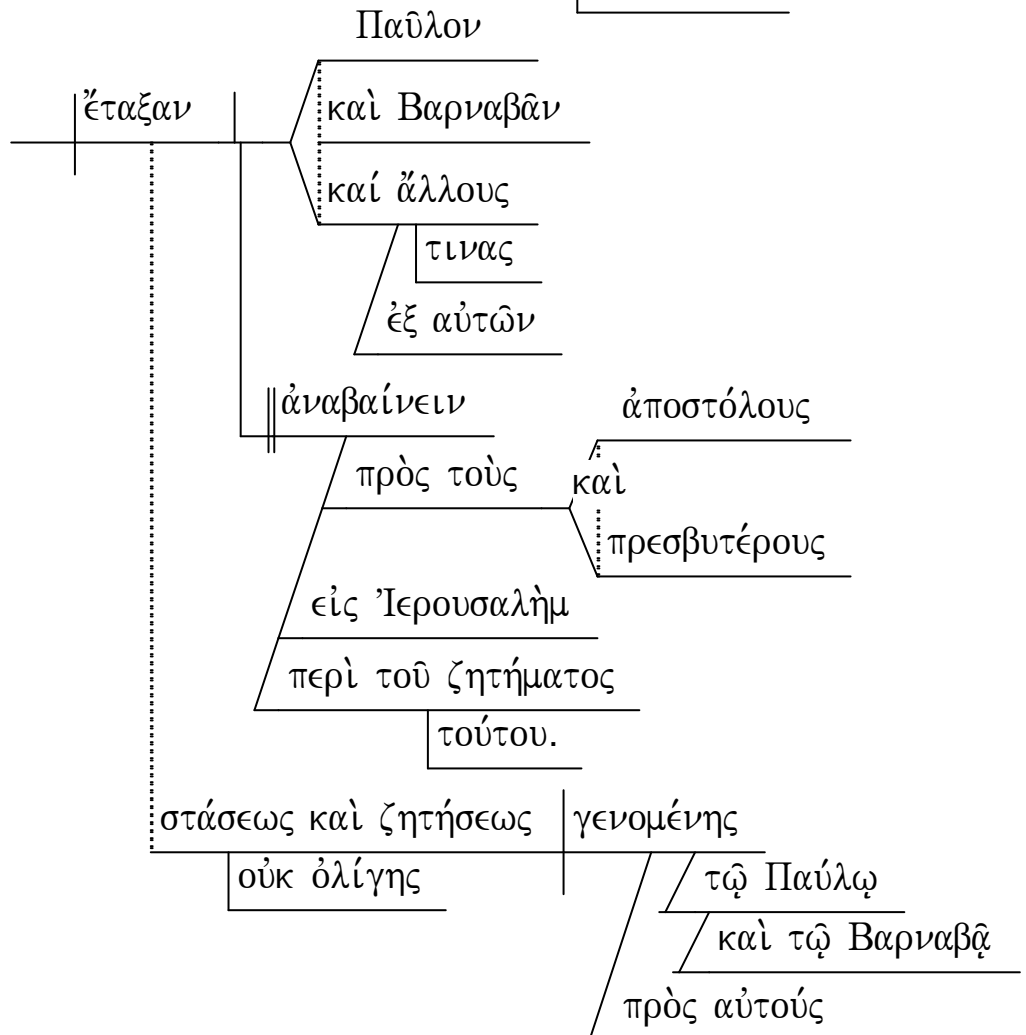 Παῦλον
ἔταξαν
καὶ Βαρναβᾶν
καί ἄλλους
τινας
ἐξ αὐτῶν
ἀναβαίνειν
ἀποστόλους
πρὸς τοὺς
καὶ
πρεσβυτέρους
εἰς Ἰερουσαλὴμ
περὶ τοῦ ζητήματος
τούτου.
στάσεως καὶ ζητήσεως γενομένης
οὐκ ὀλίγης
τῷ Παύλῳ
καὶ τῷ Βαρναβᾷ
πρὸς αὐτούς